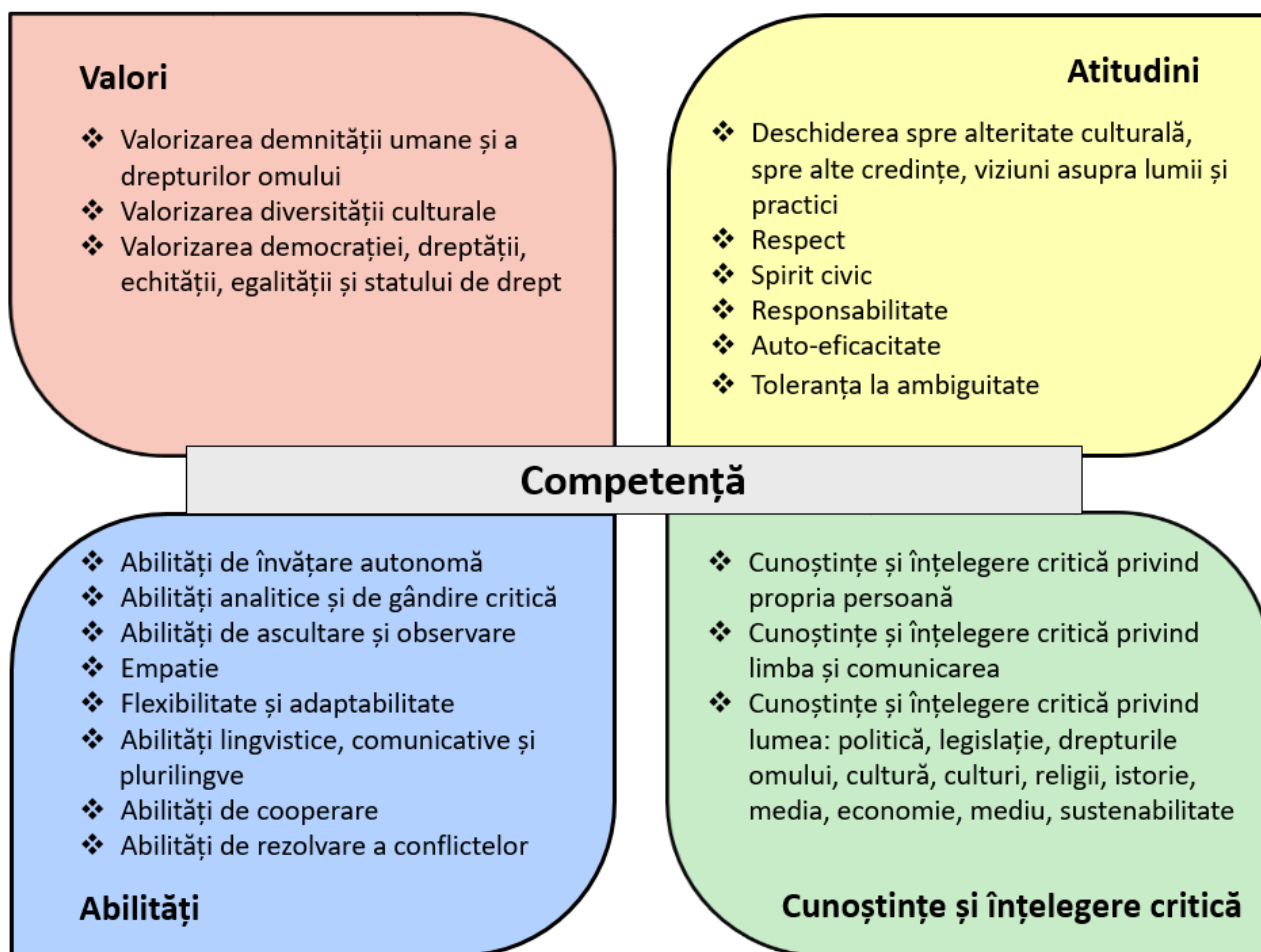 Valori
❖ Valorizarea demnității umane și a
drepturilor omului
❖ Valorizarea diversității culturale
❖ Valorizarea democrației, dreptății,
echității, egalității și statului de drept
Atitudini
❖ Deschiderea spre alteritate culturală,
spre alte credințe, viziuni asupra lumii și
practici
❖ Respect
❖ Spirit civic
❖ Responsabilitate
❖ Auto-eficacitate
❖ Toleranța la ambiguitate
Competență
❖ Abilități de învățare autonomă
❖ Abilități analitice și de gândire critică
❖ Abilități de ascultare și observare
❖ Empatie
❖ Flexibilitate și adaptabilitate
❖ Abilități lingvistice, comunicative și
plurilingve
❖ Abilități de cooperare
❖ Abilități de rezolvare a conflictelor
Abilități
❖ Cunoștințe și înțelegere critică privind
propria persoană
❖ Cunoștințe și înțelegere critică privind
limba și comunicarea
❖ Cunoștințe și înțelegere critică privind
lumea: politică, legislație, drepturile
omului, cultură, culturi, religii, istorie,
media, economie, mediu, sustenabilitate
Cunoștințe și înțelegere critică